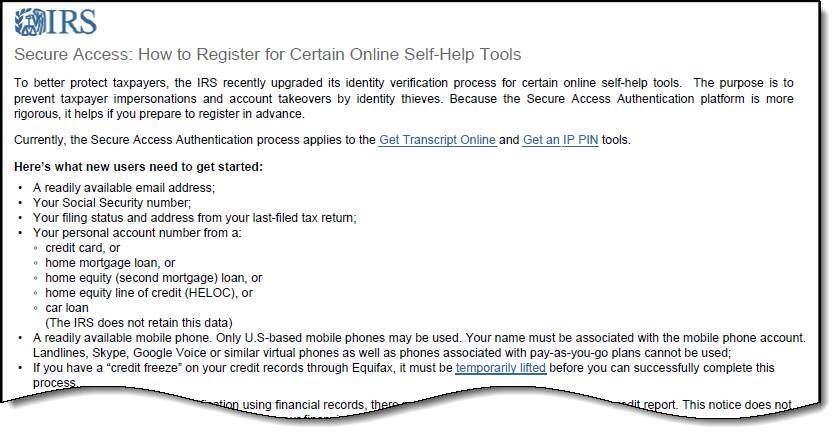 IRS
Secure Access: How to Register for Certain Online Self-Help Tools
To better protect taxpayers, the IRS recently upgraded its identity verification process for certain online self-help tools.  The purpose is to
prevent taxpayer impersonations and account takeovers by identity thieves. Because the Secure Access Authentication platform is more
rigorous, it helps if you prepare to register in advance.
Currently, the Secure Access Authentication process applies to the Get Transcript Online and Get an IP PIN tools.
Here's what new users need to get started:
• A readily available email address;
• Your Social Security number;
• Your filing status and address from your last-filed tax return;
• Your personal account number from a:
◦ credit card, or
◦ home mortgage loan, or
◦ home equity (second mortgage) loan, or
◦ home equity line of credit (HELOC), or
◦ car loan
(The IRS does not retain this data)
• A readily available mobile phone. Only U.S-based mobile phones may be used. Your name must be associated with the mobile phone account.
Landlines, Skype, Google Voice or similar virtual phones as well as phones associated with pay-as-you-go plans cannot be used;
• If you have a “credit freeze” on your credit records through Equifax, it must be temporarily lifted before you can successfully complete this
process.
using financial records, report. This notice does not